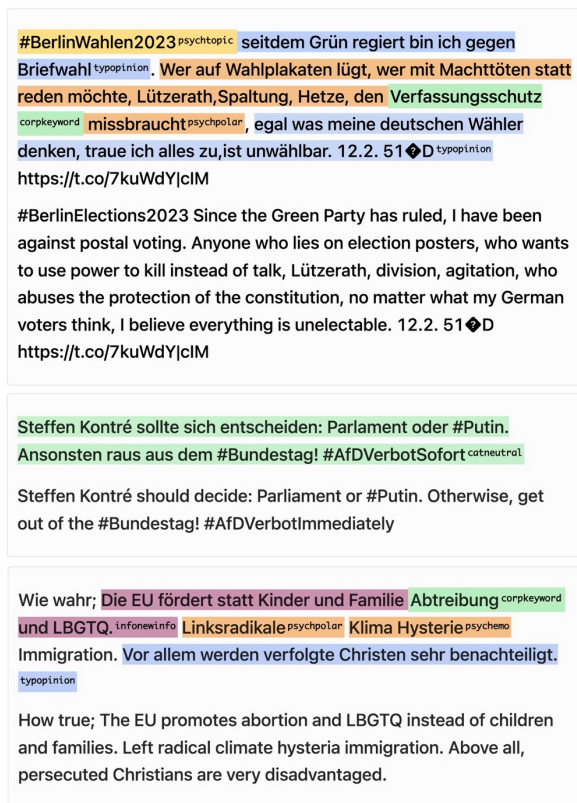 #BerlinWahlen2023 psychtopic seitdem Grün regiert bin ich gegen
Briefwahl typopinion. Wer auf Wahlplakaten lügt, wer mit Machttöten statt
reden möchte, Lützerath,Spaltung, Hetze, den Verfassungsschutz
corpkeyword missbraucht psychpolar, egal was meine deutschen Wähler
denken, traue ich alles zu,ist unwählbar. 12.2. 51�D typopinion
https://t.co/7kuWdY|cIM
#BerlinElections2023 Since the Green Party has ruled, I have been
against postal voting. Anyone who lies on election posters, who wants
to use power to kill instead of talk, Lützerath, division, agitation, who
abuses the protection of the constitution, no matter what my German
voters think, I believe everything is unelectable. 12.2. 51�D
https://t.co/7kuWdY|cIM
Steffen Kontré sollte sich entscheiden: Parlament oder #Putin.
Ansonsten raus aus dem #Bundestag! #AfDVerbotSofort catneutral
Steffen Kontré should decide: Parliament or #Putin. Otherwise, get
out of the #Bundestag! #AfDVerbotImmediately
Wie wahr; Die EU fördert statt Kinder und Familie Abtreibung corpkeyword
und LBGTQ. infonewinfo Linksradikale psychpolar Klima Hysterie psychemo
Immigration. Vor allem werden verfolgte Christen sehr benachteiligt.
typopinion
How true; The EU promotes abortion and LBGTQ instead of children
and families. Left radical climate hysteria immigration. Above all,
persecuted Christians are very disadvantaged.